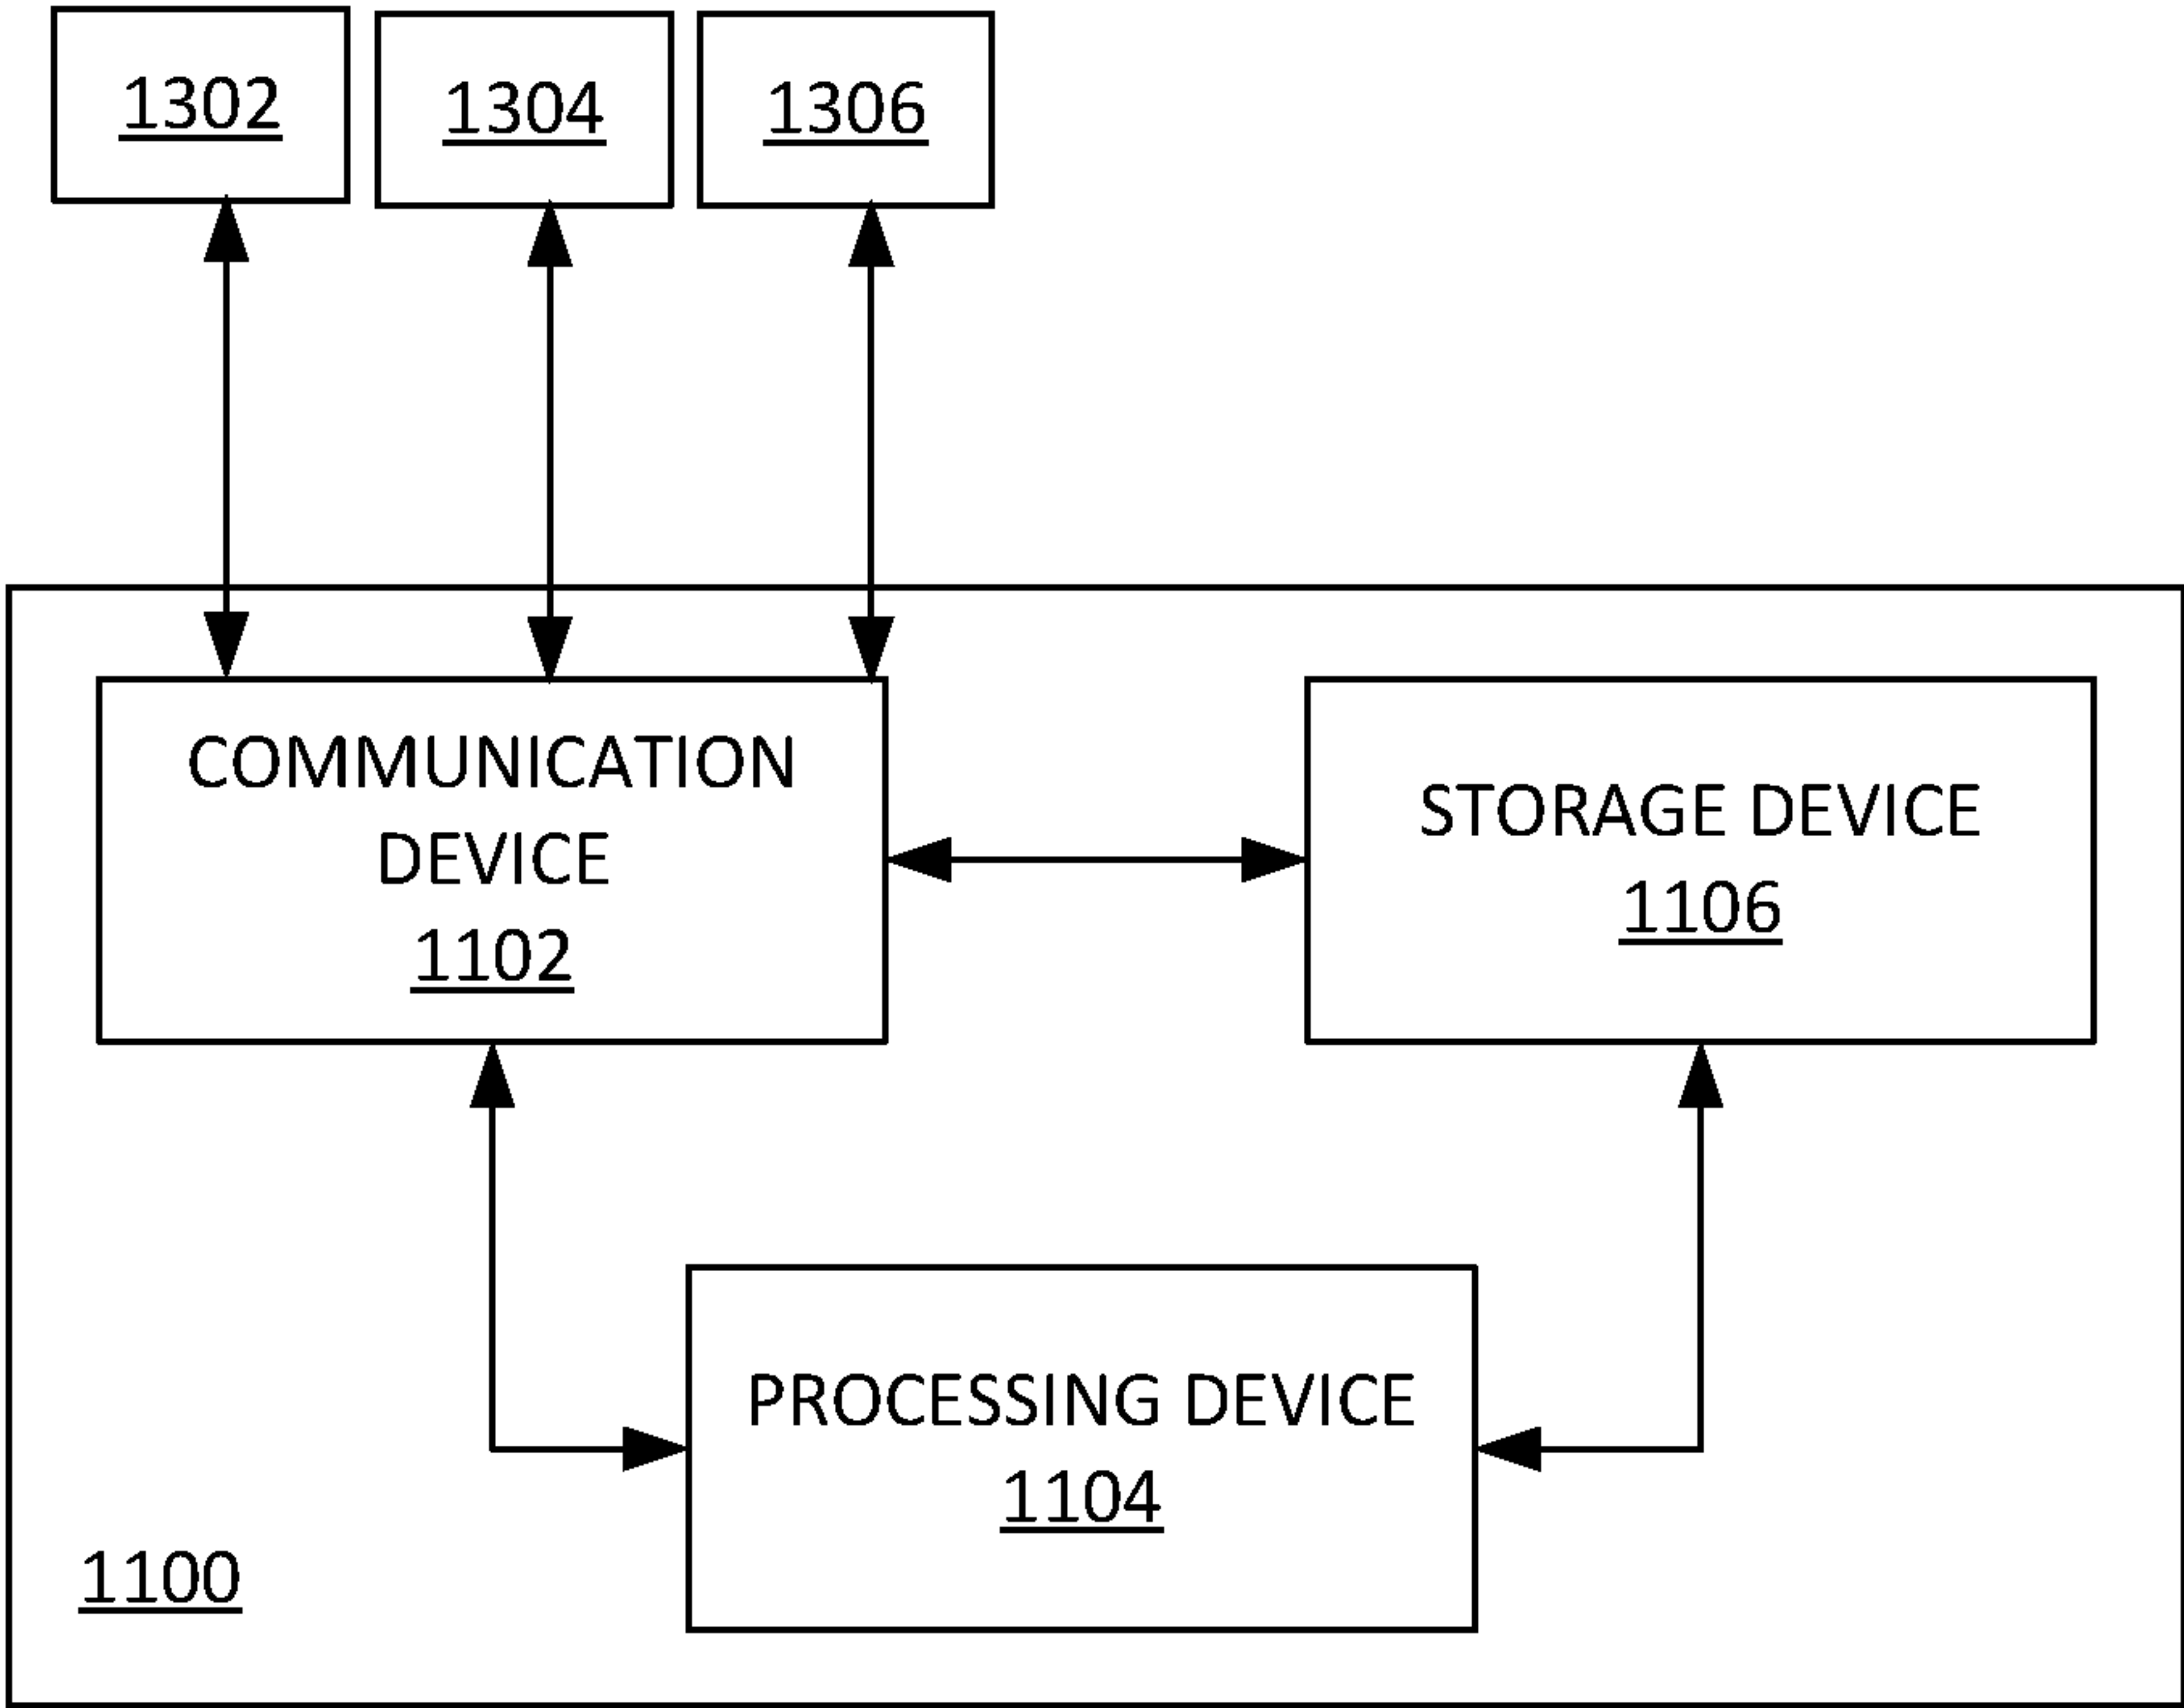 1302
1304
1306
COMMUNICATION
DEVICE
1102
STORAGE DEVICE
1106
PROCESSING DEVICE
1104
1100